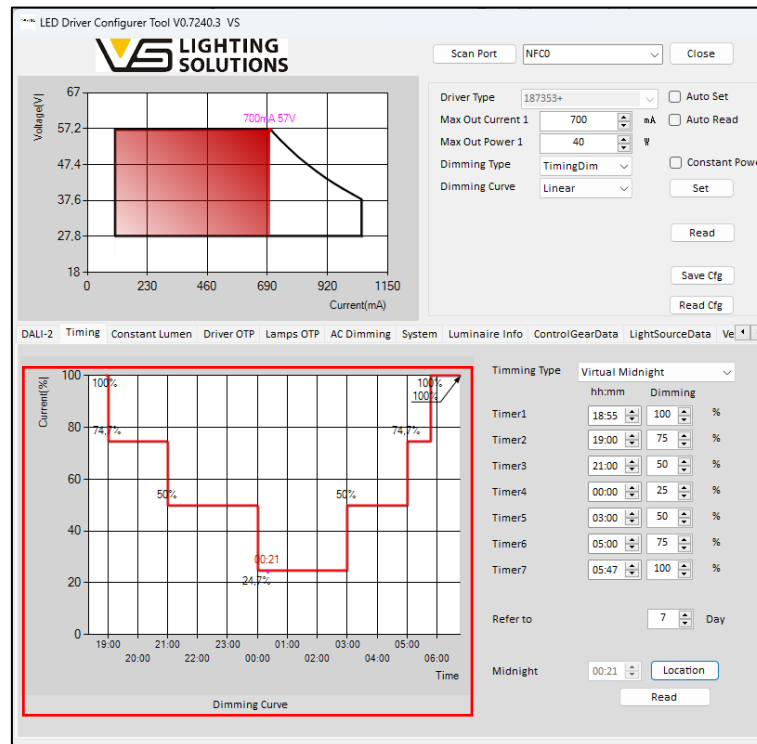 LED Driver Configurer Tool V0.7240.3 VS
VS LIGHTING
SOLUTIONS
Scan Port NFC0 Close
Voltage[V]
67
57,2
47,4
37,6
27,8
18
700mA 57V
0 230 460 690 920 1150
Current(mA)
Driver Type 187353+ Auto Set
Max Out Current 1 700 mA Auto Read
Max Out Power 1 40 W
Dimming Type TimingDim Constant Powe
Dimming Curve Linear Set
Read
Save Cfg
Read Cfg
DALI-2 Timing Constant Lumen Driver OTP Lamps OTP AC Dimming System Luminaire Info ControlGearData LightSourceData Ve
Current[%]
100
80
60
40
20
0
100%
74,7%
50%
00:21
24,7%
50%
74,7%
100%
100%
19:00 21:00 23:00 01:00 03:00 05:00
20:00 22:00 00:00 02:00 04:00 06:00
Time
Dimming Curve
Timming Type Virtual Midnight
hh:mm Dimming
Timer1 18:55 100 %
Timer2 19:00 75 %
Timer3 21:00 50 %
Timer4 00:00 25 %
Timer5 03:00 50 %
Timer6 05:00 75 %
Timer7 05:47 100 %
Refer to 7 Day
Midnight 00:21 Location
Read